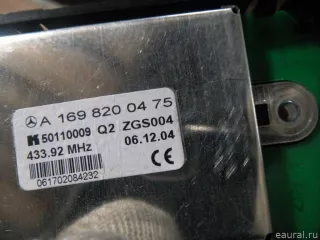 A 169 820 04 75
K 50110009 Q2 ZGS004
433.92 MHz 06.12.04
CE
061702084232
© eaural.ru